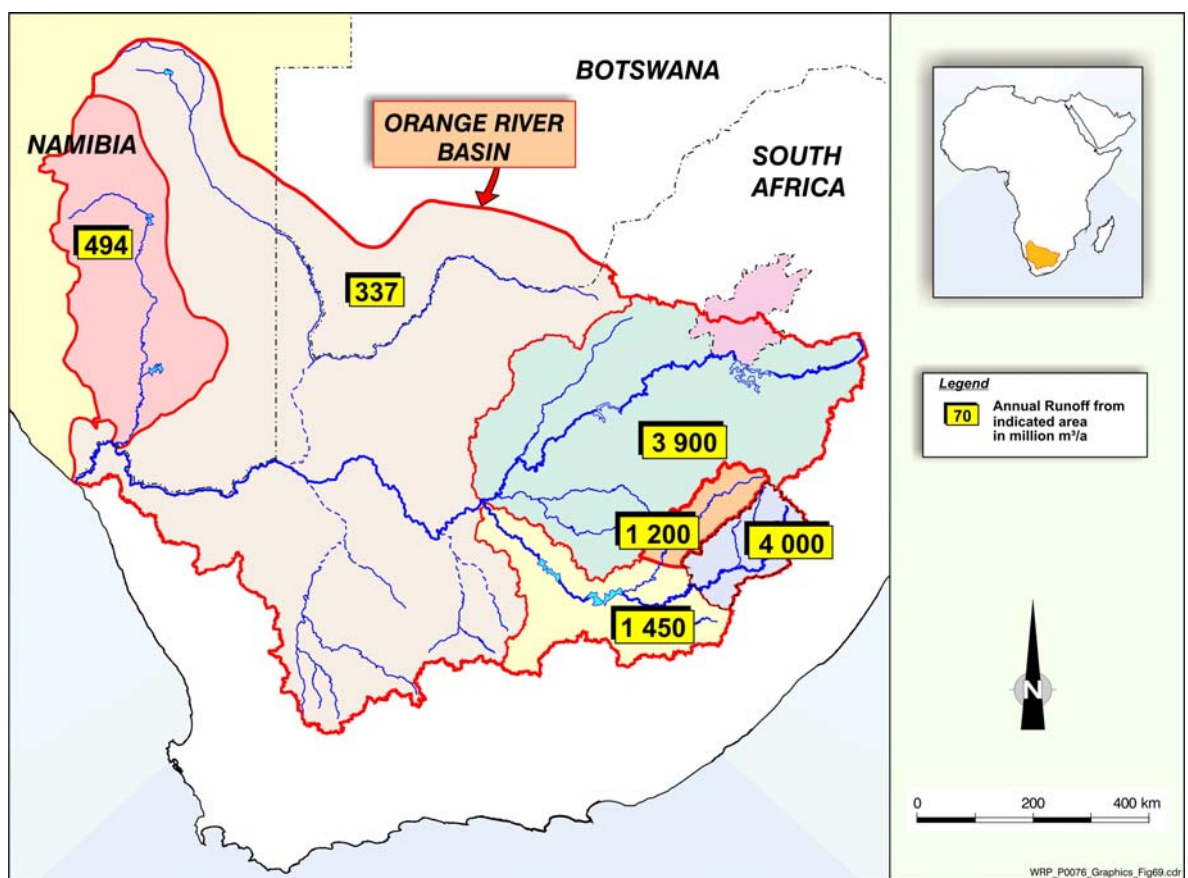 BOTSWANA
ORANGE RIVER
BASIN
NAMIBIA
SOUTH
AFRICA
494
337
3 900
1 200
4 000
1 450
Legend
70
Annual Runoff from
indicated area
in million m³/a
N
0 200 400 km
WRP_P0076_Graphics_Fig69.cdr